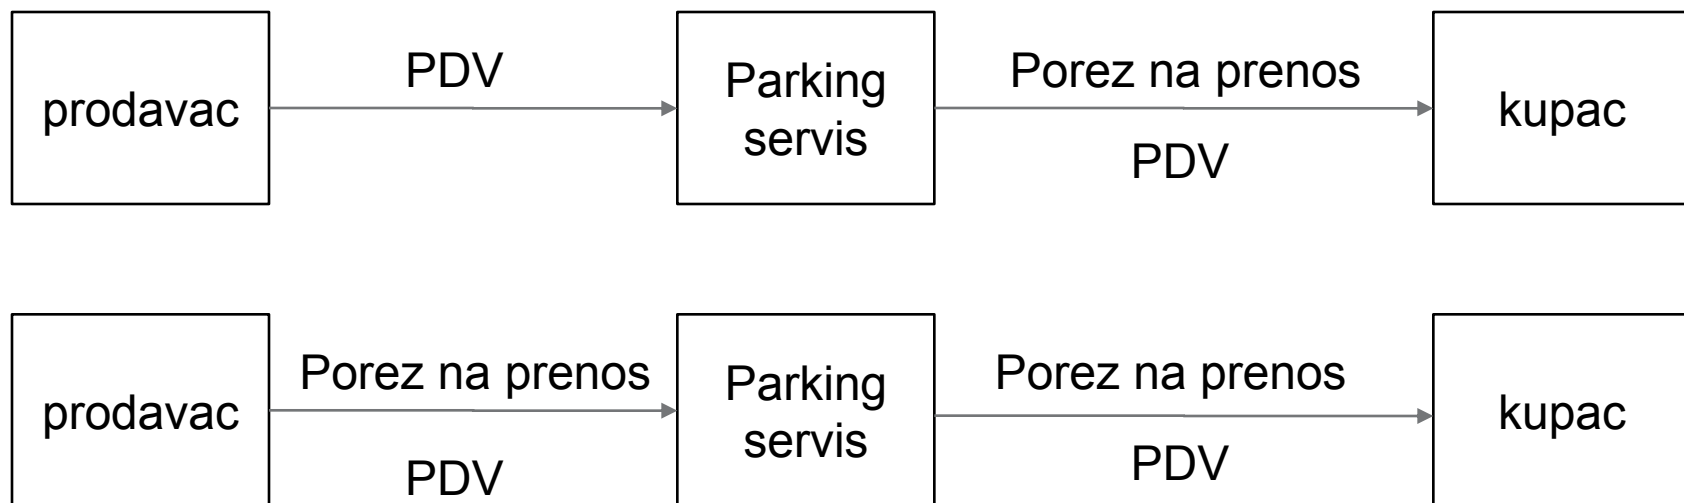 prodavac
PDV
Parking
servis
Porez na prenos
PDV
kupac
prodavac
Porez na prenos
PDV
Parking
servis
Porez na prenos
PDV
kupac